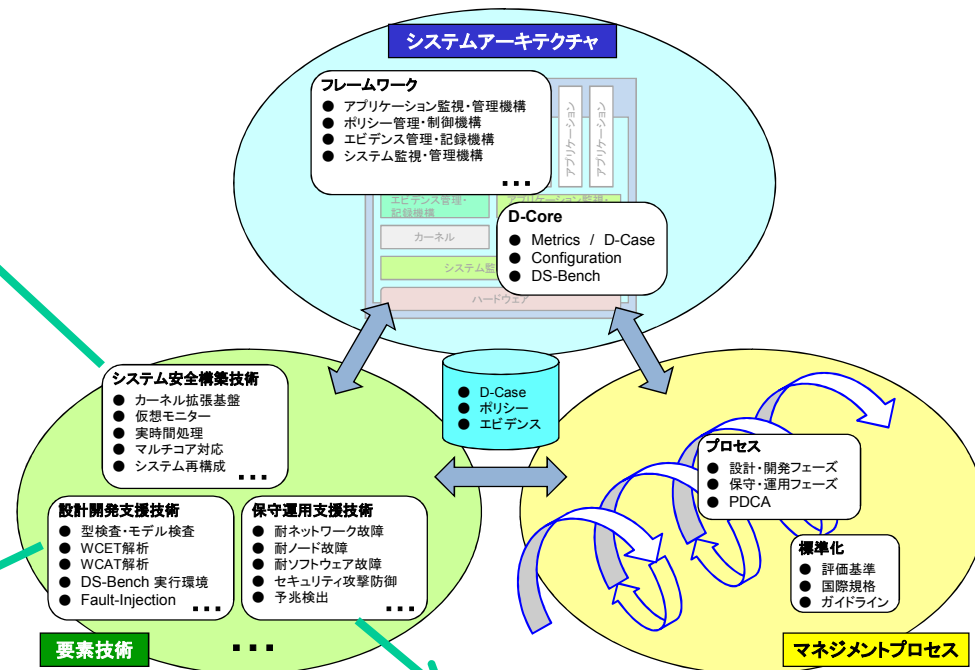 システムアーキテクチャ
フレームワーク
● アプリケーション監視・管理機構
● ポリシー管理・制御機構
● エビデンス管理・記録機構
● システム監視・管理機構
...
アプリケーション
アプリケーション
エビデンス管理・
記録機構
アプリケーション監視・
カーネル
システム監
ハードウェア
D-Core
● Metrics / D-Case
● Configuration
● DS-Bench
● D-Case
● ポリシー
● エビデンス
システム安全構築技術
● カーネル拡張基盤
● 仮想モニター
● 実時間処理
● マルチコア対応
● システム再構成
...
設計開発支援技術
● 型検査・モデル検査
● WCET解析
● WCAT解析
● DS-Bench 実行環境
● Fault-Injection
...
保守運用支援技術
● 耐ネットワーク故障
● 耐ノード故障
● 耐ソフトウェア故障
● セキュリティ攻撃防御
● 予兆検出
...
要素技術
...
プロセス
● 設計・開発フェーズ
● 保守・運用フェーズ
● PDCA
標準化
● 評価基準
● 国際規格
● ガイドライン
マネジメントプロセス